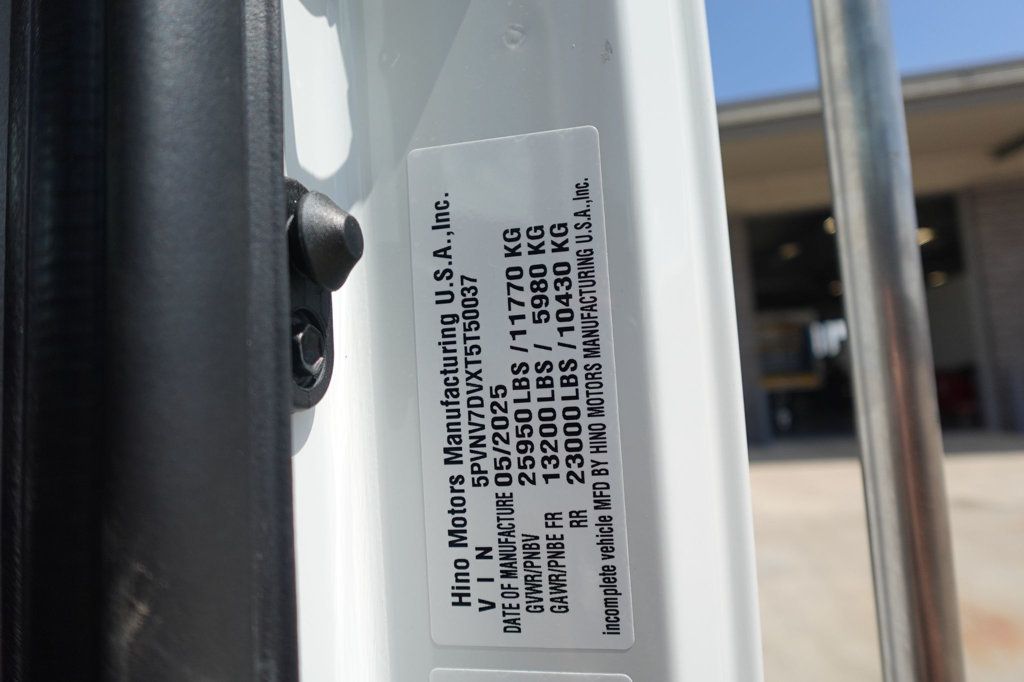 Hino Motors Manufacturing U.S.A.,Inc.
V I N 5PVNV7DVXT5T50037
DATE OF MANUFACTURE 05/2025
GVWR/PNBV 25950 LBS / 11770 KG
GAWR/PNBE FR 13200 LBS / 5980 KG
RR 23000 LBS / 10430 KG
incomplete vehicle MFD BY HINO MOTORS MANUFACTURING U.S.A.,Inc.